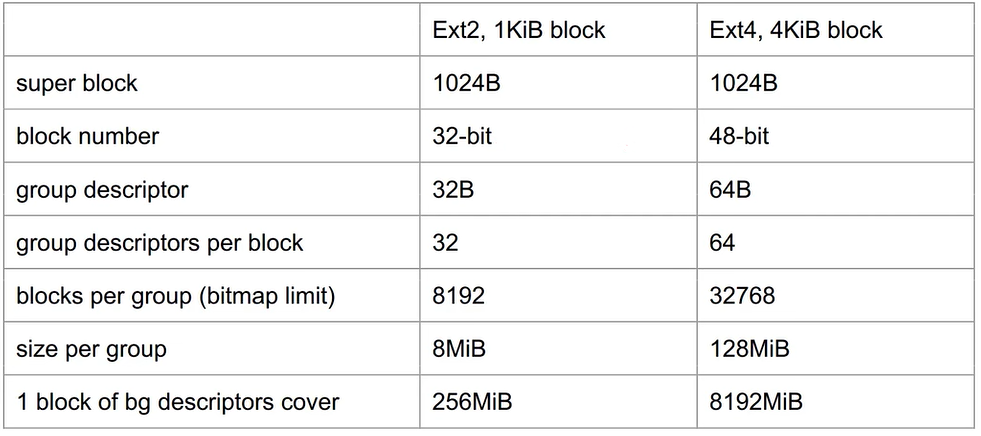 Ext2, 1KiB block Ext4, 4KiB block
super block 1024B 1024B
block number 32-bit 48-bit
group descriptor 32B 64B
group descriptors per block 32 64
blocks per group (bitmap limit) 8192 32768
size per group 8MiB 128MiB
1 block of bg descriptors cover 256MiB 8192MiB